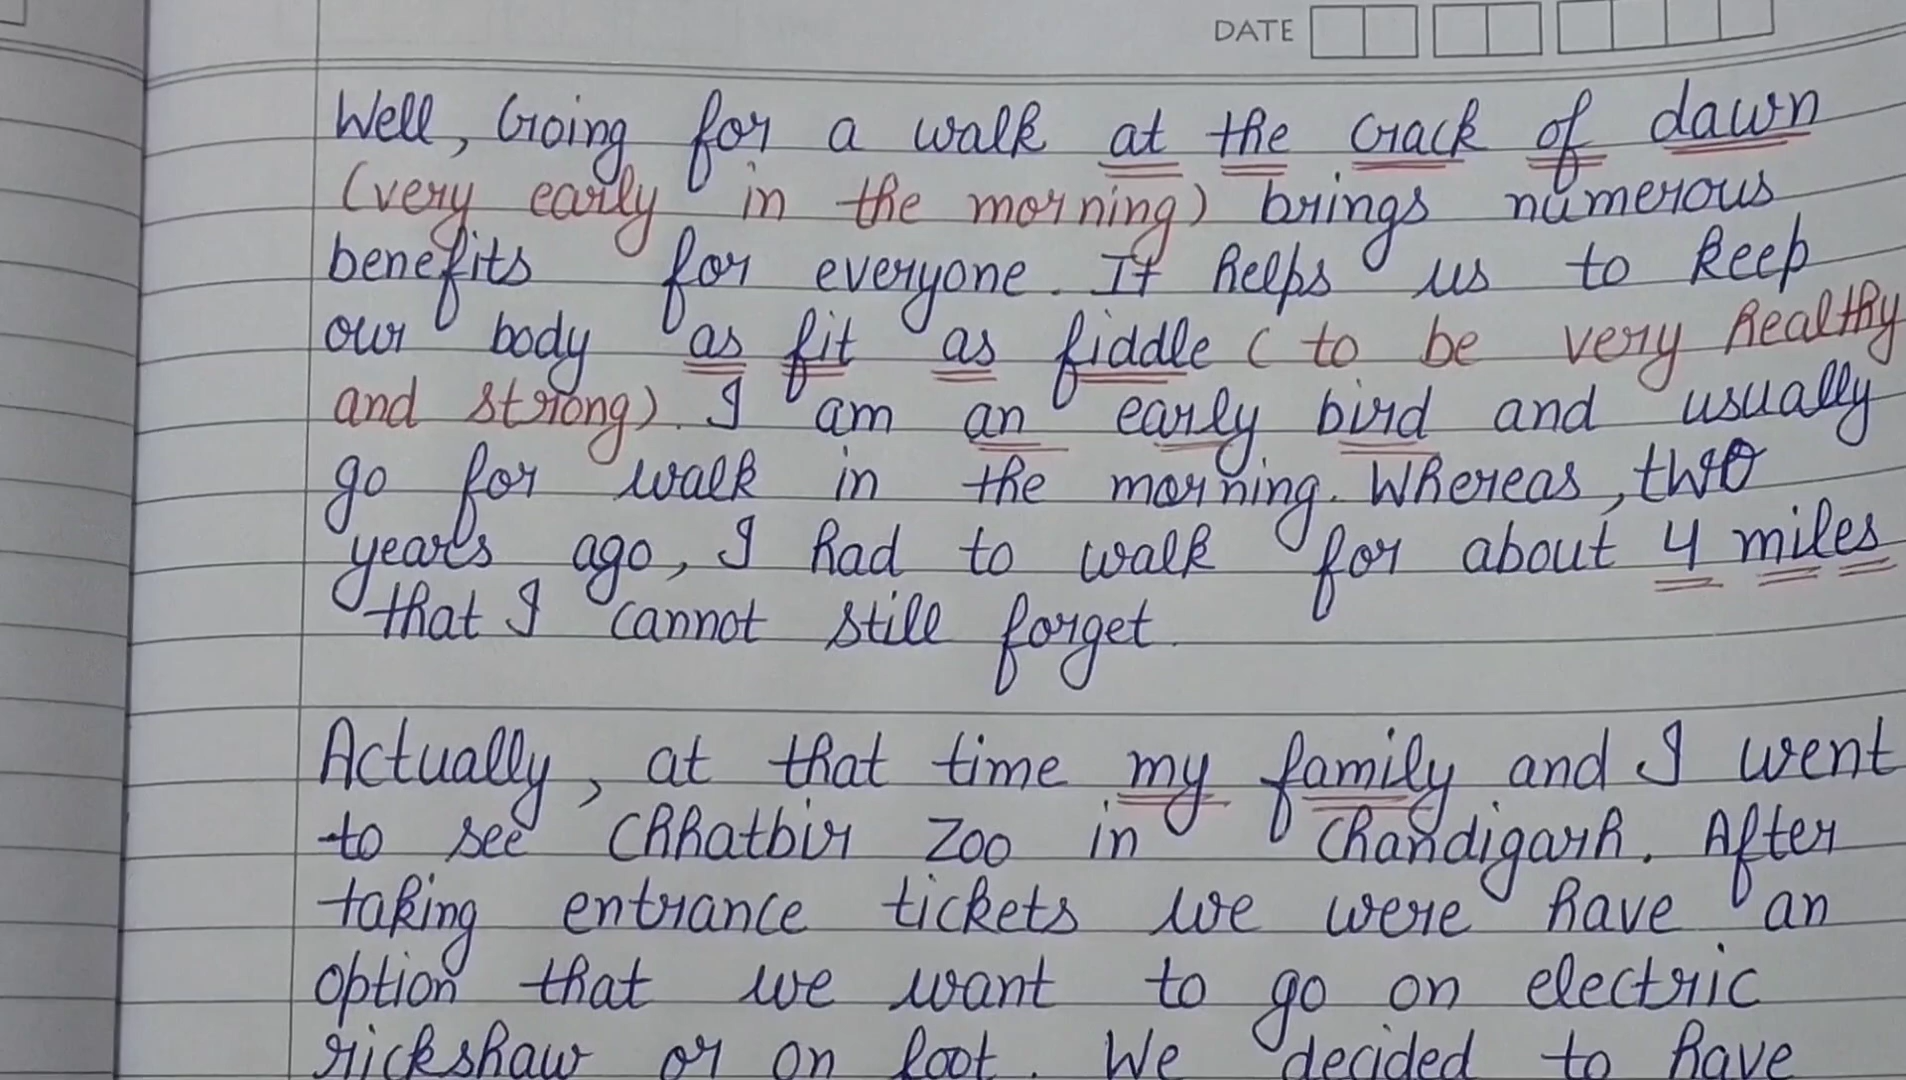 DATE
Well, Going for a walk at the crack of dawn
(very early in the morning) brings numerous
benefits for everyone. It helps us to keep
our body as fit as fiddle ( to be very healthy
and strong). I am an early bird and usually
go for walk in the morning. Whereas, two
years ago, I had to walk for about 4 miles
that I cannot still forget.
Actually, at that time my family and I went
to see Chhatbir Zoo in Chandigarh. After
taking entrance tickets we were have an
option that we want to go on electric
rickshaw or on foot. We decided to have